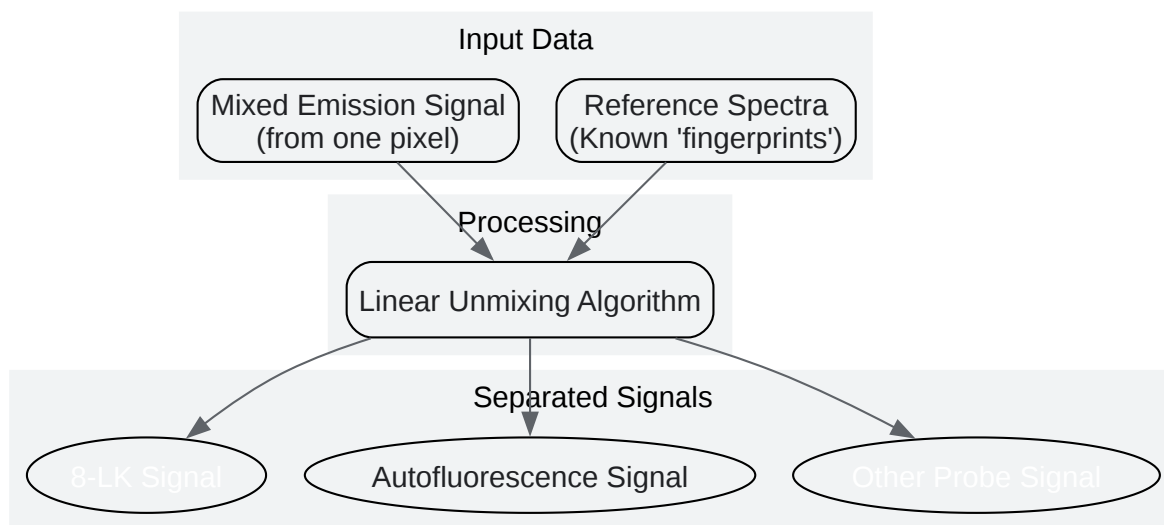 Input Data
Mixed Emission Signal
(from one pixel)
Reference Spectra
(Known 'fingerprints')
Processing
Linear Unmixing Algorithm
Separated Signals
8-LK Signal
Autofluorescence Signal
Other Probe Signal